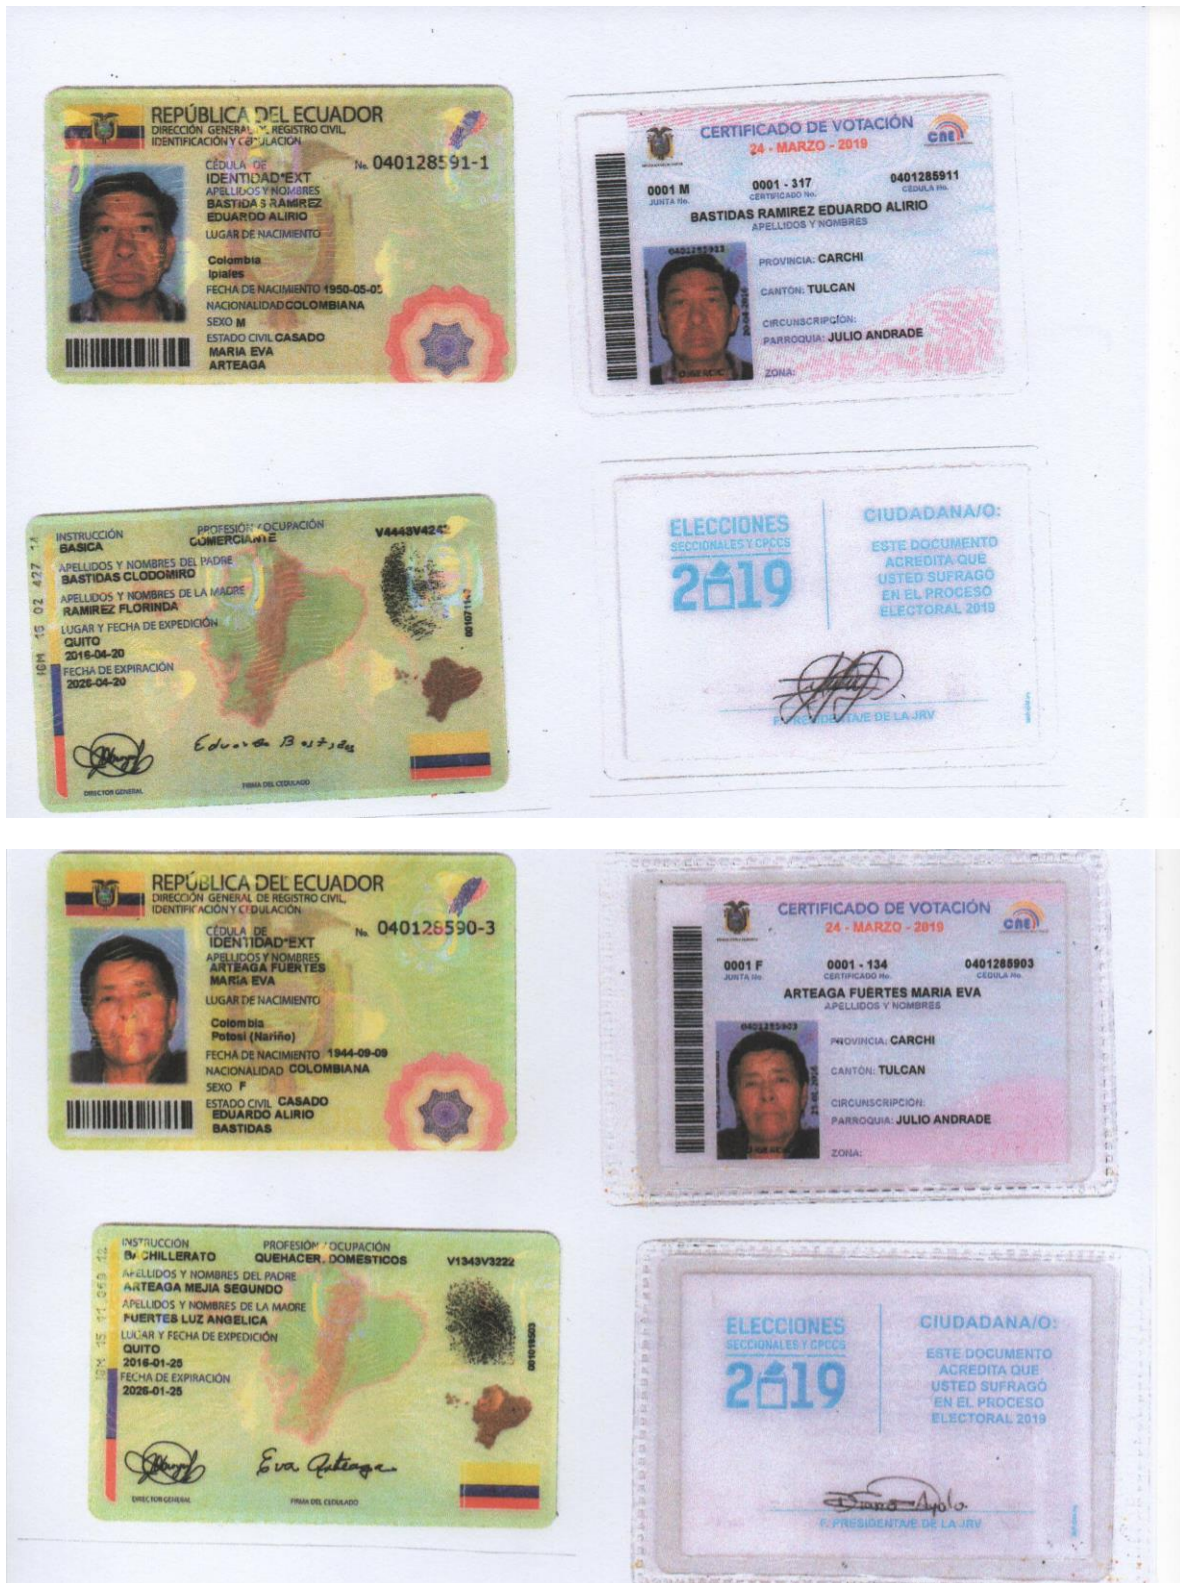 REPÚBLICA DEL ECUADOR
DIRECCIÓN GENERAL DE REGISTRO CIVIL,
IDENTIFICACIÓN Y CEDULACIÓN
CÉDULA DE No. 040128591-1
IDENTIDAD*EXT
APELLIDOS Y NOMBRES
BASTIDAS RAMIREZ
EDUARDO ALIRIO
LUGAR DE NACIMIENTO
Colombia
Ipiales
FECHA DE NACIMIENTO 1950-05-05
NACIONALIDAD COLOMBIANA
SEXO M
ESTADO CIVIL CASADO
MARIA EVA
ARTEAGA
CERTIFICADO DE VOTACIÓN
24 - MARZO - 2019
CNE
0001 M 0001 - 317 0401285911
JUNTA No. CERTIFICADO No. CÉDULA No.
BASTIDAS RAMIREZ EDUARDO ALIRIO
APELLIDOS Y NOMBRES
PROVINCIA: CARCHI
CANTÓN: TULCAN
CIRCUNSCRIPCIÓN:
PARROQUIA: JULIO ANDRADE
ZONA:
INSTRUCCIÓN PROFESIÓN / OCUPACIÓN V4443V4242
BASICA COMERCIANTE
APELLIDOS Y NOMBRES DEL PADRE
BASTIDAS CLODOMIRO
APELLIDOS Y NOMBRES DE LA MADRE
RAMIREZ FLORINDA
LUGAR Y FECHA DE EXPEDICIÓN
QUITO
2016-04-20
FECHA DE EXPIRACIÓN
2026-04-20
IGM 15 02 427 14
Eduardo Bastidas
DIRECTOR GENERAL FIRMA DEL CEDULADO
ELECCIONES
SECCIONALES Y CPCCS
2019
CIUDADANA/O:
ESTE DOCUMENTO
ACREDITA QUE
USTED SUFRAGÓ
EN EL PROCESO
ELECTORAL 2019
F. PRESIDENTA/E DE LA JRV
REPÚBLICA DEL ECUADOR
DIRECCIÓN GENERAL DE REGISTRO CIVIL,
IDENTIFICACIÓN Y CEDULACIÓN
CÉDULA DE No. 040128590-3
IDENTIDAD*EXT
APELLIDOS Y NOMBRES
ARTEAGA FUERTES
MARIA EVA
LUGAR DE NACIMIENTO
Colombia
Potosi (Nariño)
FECHA DE NACIMIENTO 1944-09-09
NACIONALIDAD COLOMBIANA
SEXO F
ESTADO CIVIL CASADO
EDUARDO ALIRIO
BASTIDAS
CERTIFICADO DE VOTACIÓN
24 - MARZO - 2019
CNE
0001 F 0001 - 134 0401285903
JUNTA No. CERTIFICADO No. CÉDULA No.
ARTEAGA FUERTES MARIA EVA
APELLIDOS Y NOMBRES
0401285903
PROVINCIA: CARCHI
CANTÓN: TULCAN
CIRCUNSCRIPCIÓN:
PARROQUIA: JULIO ANDRADE
ZONA:
INSTRUCCIÓN PROFESIÓN / OCUPACIÓN V1343V3222
BACHILLERATO QUEHACER. DOMESTICOS
APELLIDOS Y NOMBRES DEL PADRE
ARTEAGA MEJIA SEGUNDO
APELLIDOS Y NOMBRES DE LA MADRE
FUERTES LUZ ANGELICA
LUGAR Y FECHA DE EXPEDICIÓN
QUITO
2016-01-25
FECHA DE EXPIRACIÓN
2026-01-25
Eva Arteaga
DIRECTOR GENERAL FIRMA DEL CEDULADO
ELECCIONES
SECCIONALES Y CPCCS
2019
CIUDADANA/O:
ESTE DOCUMENTO
ACREDITA QUE
USTED SUFRAGÓ
EN EL PROCESO
ELECTORAL 2019
F. PRESIDENTA/E DE LA JRV